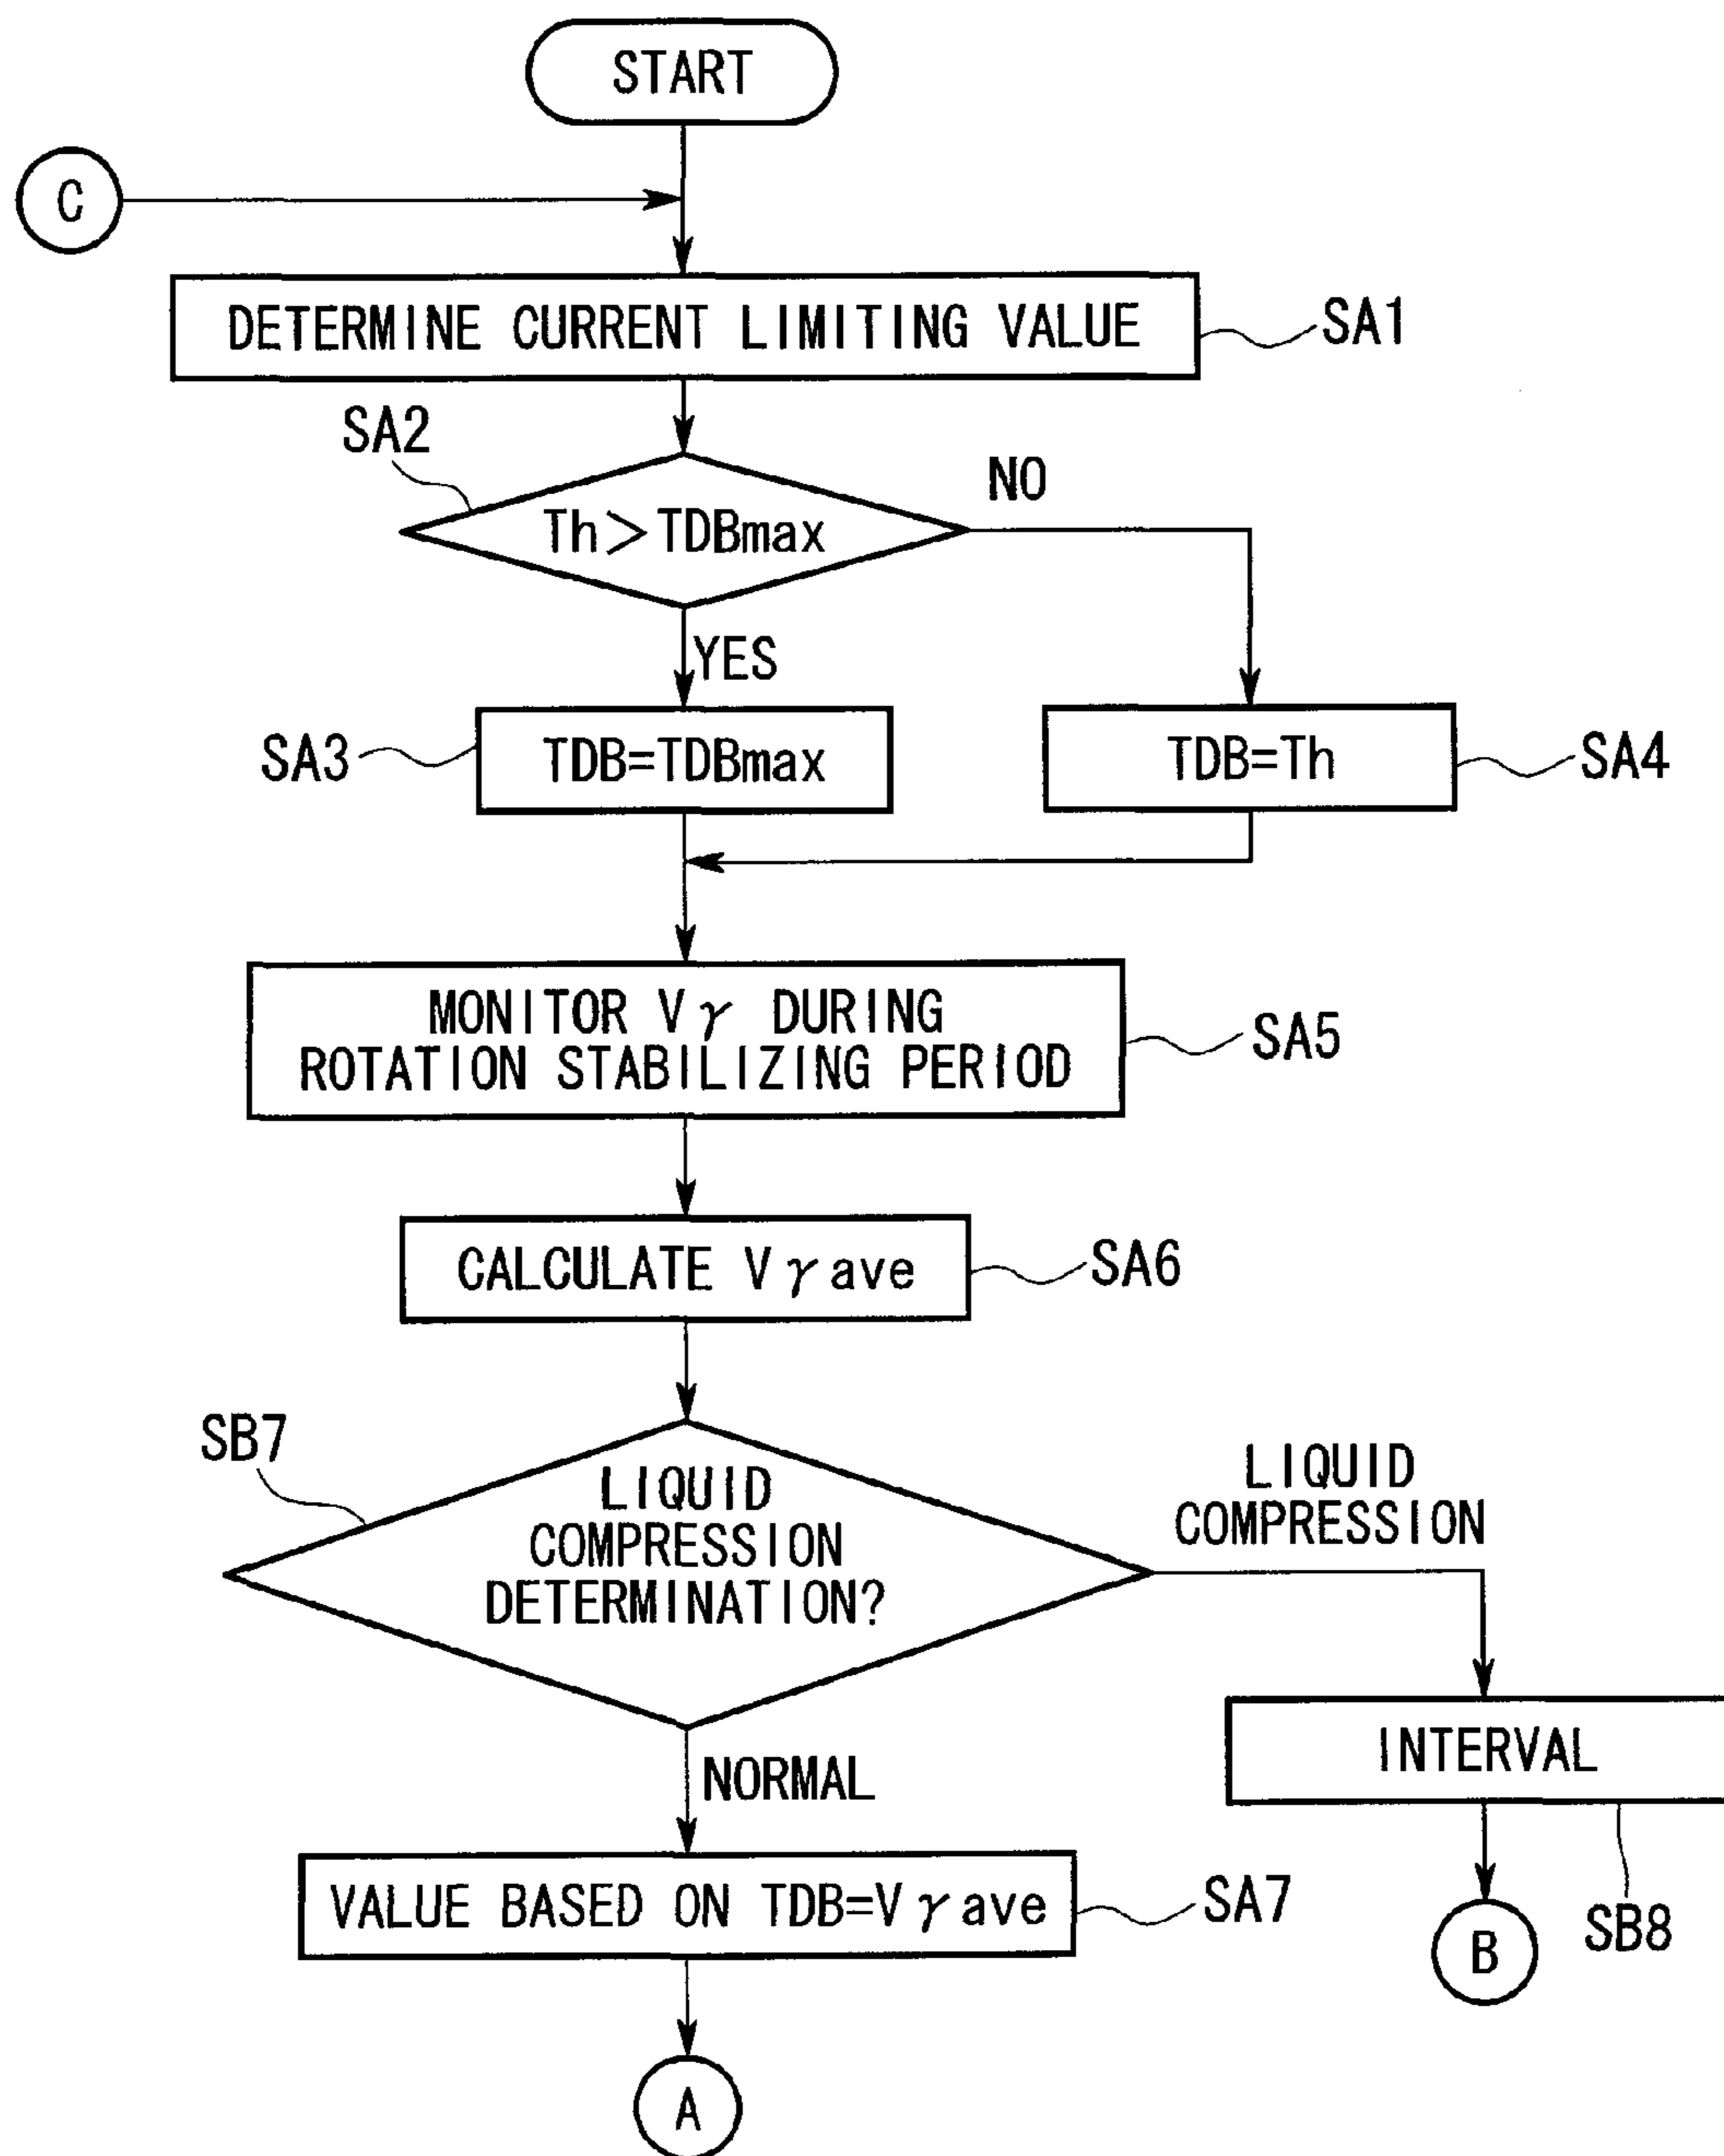 START
C
DETERMINE CURRENT LIMITING VALUE
SA1
SA2
NO
Th>TDBmax
YES
SA3
TDB=TDBmax
TDB=Th
SA4
MONITOR Vγ DURING
ROTATION STABILIZING PERIOD
SA5
CALCULATE Vγave
SA6
SB7
LIQUID
COMPRESSION
DETERMINATION?
LIQUID
COMPRESSION
NORMAL
INTERVAL
VALUE BASED ON TDB=Vγave
SA7
SB8
B
A